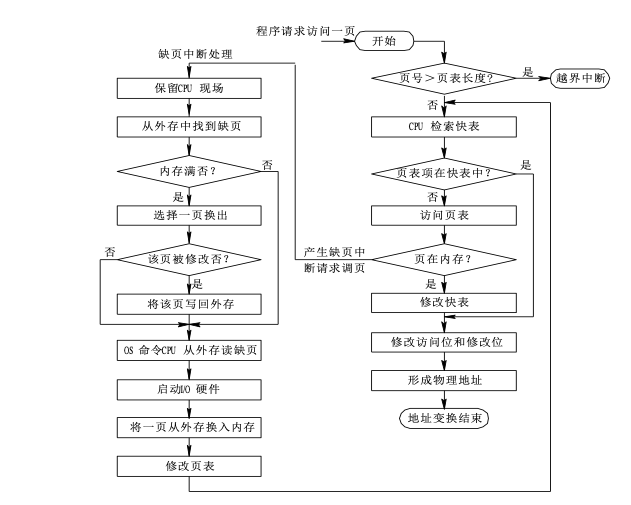 程序请求访问一页
开始
页号＞页表长度?
是
越界中断
否
CPU 检索快表
页表项在快表中?
是
否
访问页表
页在内存?
产生缺页中
断请求调页
是
修改快表
修改访问位和修改位
形成物理地址
地址变换结束
缺页中断处理
保留CPU 现场
从外存中找到缺页
内存满否?
否
是
选择一页换出
否
该页被修改否?
是
将该页写回外存
OS 命令CPU 从外存读缺页
启动I/O 硬件
将一页从外存换入内存
修改页表